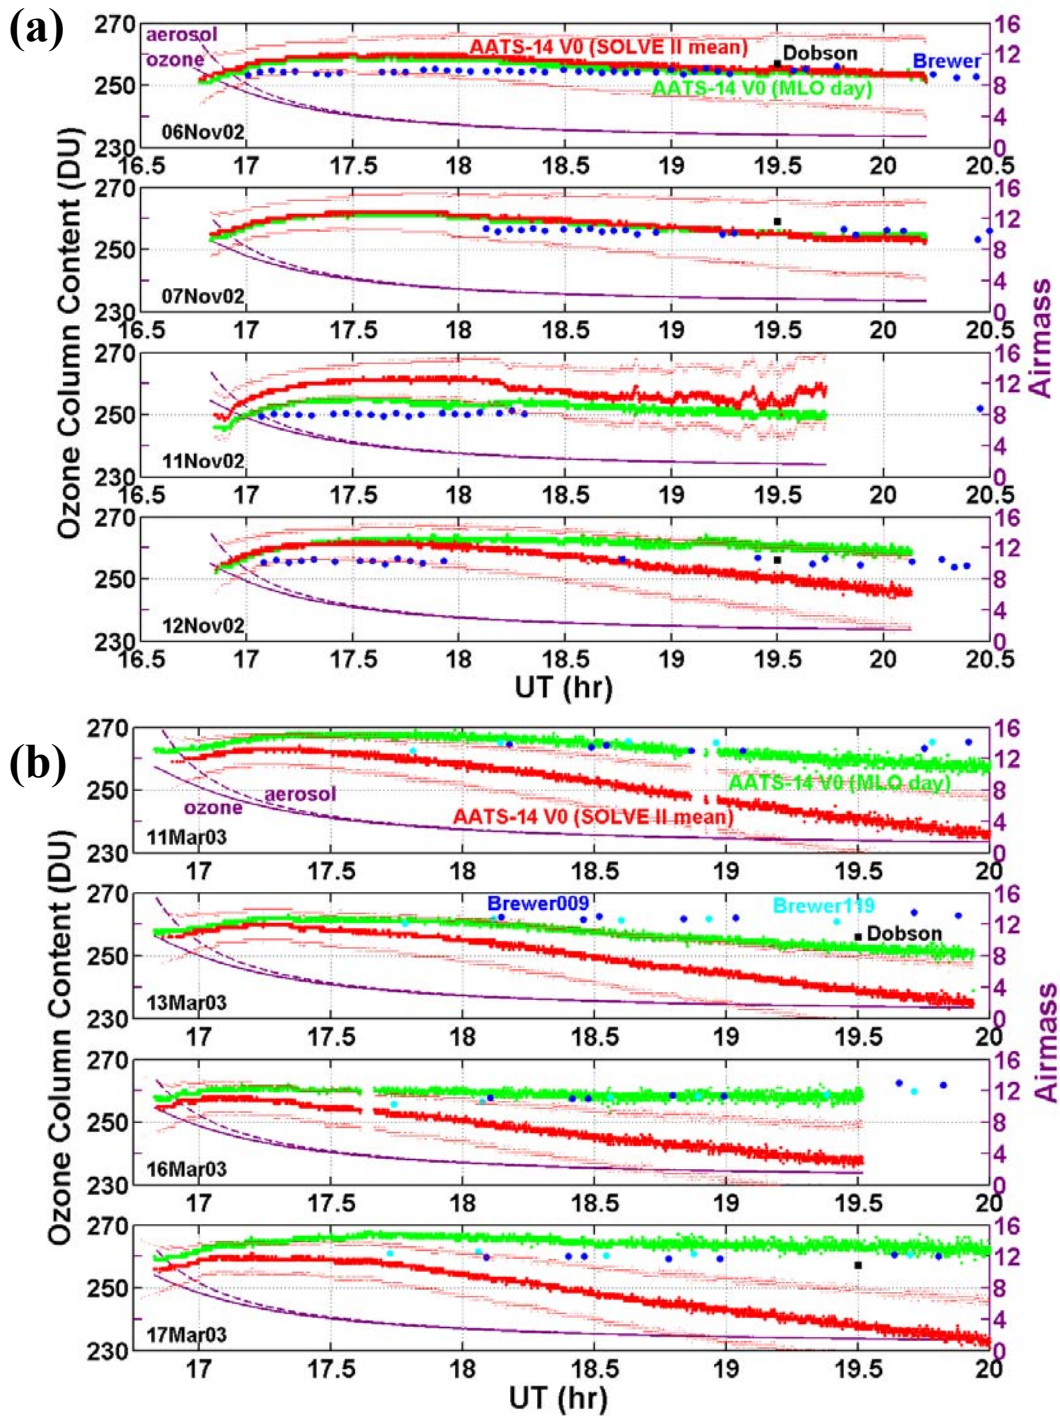 (a)
270
250
230
aerosol
ozone
AATS-14 V0 (SOLVE II mean)
Dobson
Brewer
AATS-14 V0 (MLO day)
06Nov02
16
12
8
4
0
16.5 17 17.5 18 18.5 19 19.5 20 20.5
270
250
230
07Nov02
16
12
8
4
0
16.5 17 17.5 18 18.5 19 19.5 20 20.5
Ozone Column Content (DU)
Airmass
270
250
230
11Nov02
16
12
8
4
0
16.5 17 17.5 18 18.5 19 19.5 20 20.5
270
250
230
12Nov02
16
12
8
4
0
16.5 17 17.5 18 18.5 19 19.5 20 20.5
UT (hr)
(b)
270
250
230
ozone
aerosol
AATS-14 V0 (MLO day)
AATS-14 V0 (SOLVE II mean)
11Mar03
16
12
8
4
0
17 17.5 18 18.5 19 19.5 20
270
250
230
Brewer009
Brewer119
Dobson
13Mar03
16
12
8
4
0
17 17.5 18 18.5 19 19.5 20
Ozone Column Content (DU)
Airmass
270
250
230
16Mar03
16
12
8
4
0
17 17.5 18 18.5 19 19.5 20
270
250
230
17Mar03
16
12
8
4
0
17 17.5 18 18.5 19 19.5 20
UT (hr)